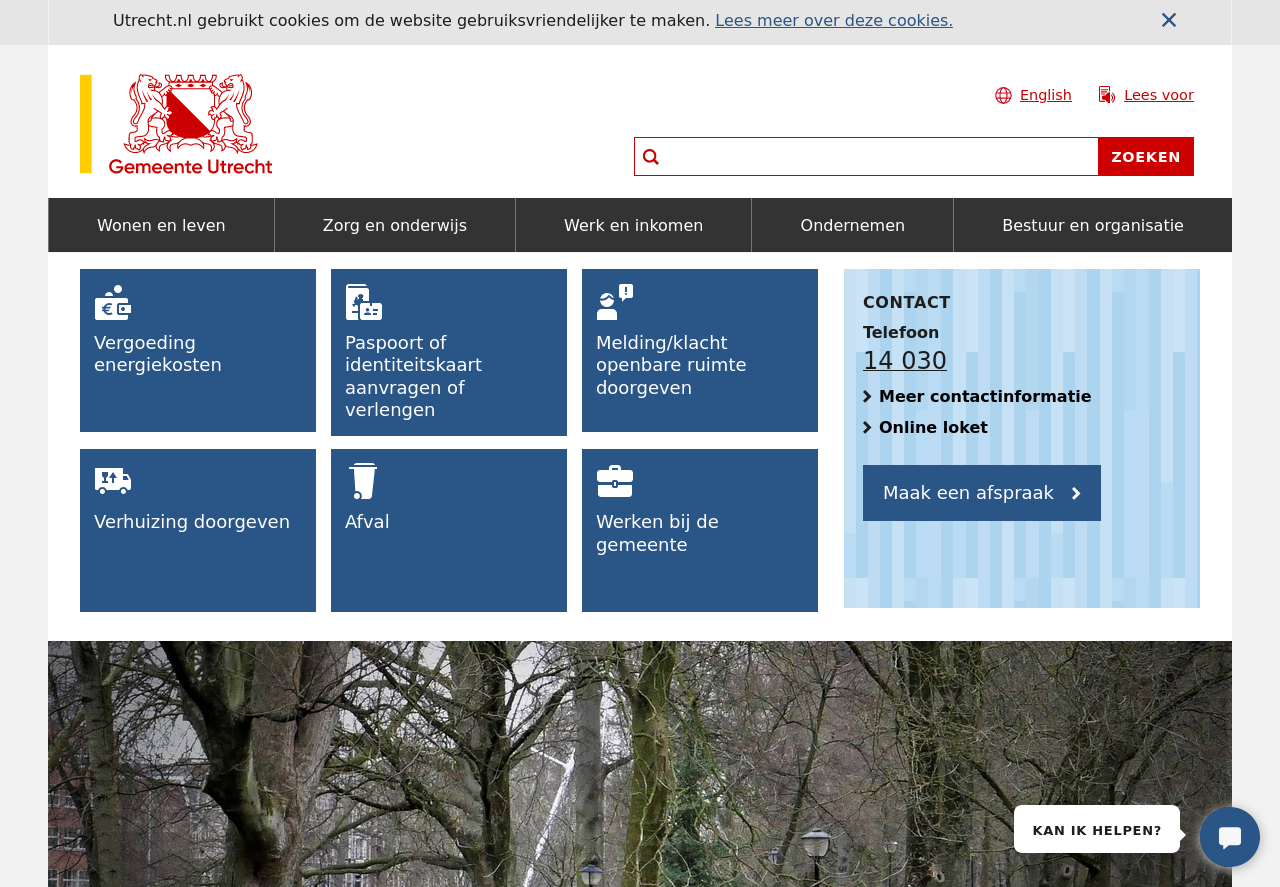 Utrecht.nl gebruikt cookies om de website gebruiksvriendelijker te maken. Lees meer over deze cookies.
Gemeente Utrecht
English
Lees voor
ZOEKEN
Wonen en leven
Zorg en onderwijs
Werk en inkomen
Ondernemen
Bestuur en organisatie
Vergoeding
energiekosten
Paspoort of
identiteitskaart
aanvragen of
verlengen
Melding/klacht
openbare ruimte
doorgeven
Verhuizing doorgeven
Afval
Werken bij de
gemeente
CONTACT
Telefoon
14 030
Meer contactinformatie
Online loket
Maak een afspraak
KAN IK HELPEN?